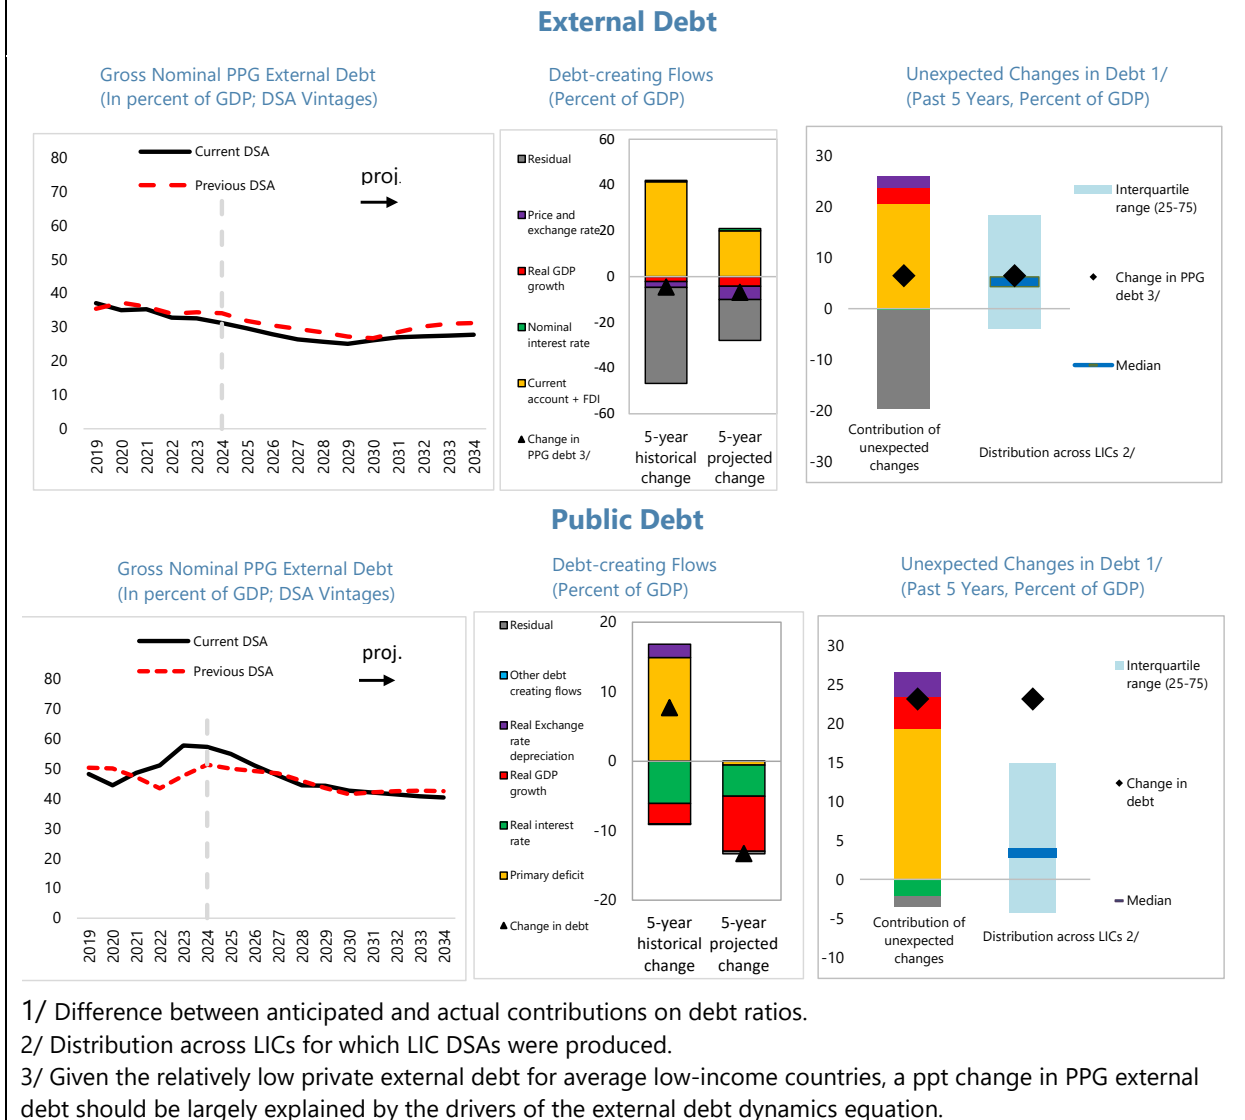 External Debt
Gross Nominal PPG External Debt
(In percent of GDP; DSA Vintages)
80
70
60
50
40
30
20
10
0
Current DSA
Previous DSA
proj.
2019
2020
2021
2022
2023
2024
2025
2026
2027
2028
2029
2030
2031
2032
2033
2034
Debt-creating Flows
(Percent of GDP)
Residual
Price and
exchange rate
Real GDP
growth
Nominal
interest rate
Current
account + FDI
Change in
PPG debt 3/
60
40
20
0
-20
-40
-60
5-year
historical
change
5-year
projected
change
Unexpected Changes in Debt 1/
(Past 5 Years, Percent of GDP)
30
20
10
0
-10
-20
-30
Contribution of
unexpected
changes
Distribution across LICs 2/
Interquartile
range (25-75)
Change in PPG
debt 3/
Median
Public Debt
Gross Nominal PPG External Debt
(In percent of GDP; DSA Vintages)
Current DSA
Previous DSA
proj.
80
70
60
50
40
30
20
10
0
2019
2020
2021
2022
2023
2024
2025
2026
2027
2028
2029
2030
2031
2032
2033
2034
Debt-creating Flows
(Percent of GDP)
Residual
Other debt
creating flows
Real Exchange
rate
depreciation
Real GDP
growth
Real interest
rate
Primary deficit
Change in debt
20
10
0
-10
-20
5-year
historical
change
5-year
projected
change
Unexpected Changes in Debt 1/
(Past 5 Years, Percent of GDP)
30
25
20
15
10
5
0
-5
-10
Contribution of
unexpected
changes
Distribution across LICs 2/
Interquartile
range (25-75)
Change in
debt
Median
1/ Difference between anticipated and actual contributions on debt ratios.
2/ Distribution across LICs for which LIC DSAs were produced.
3/ Given the relatively low private external debt for average low-income countries, a ppt change in PPG external
debt should be largely explained by the drivers of the external debt dynamics equation.